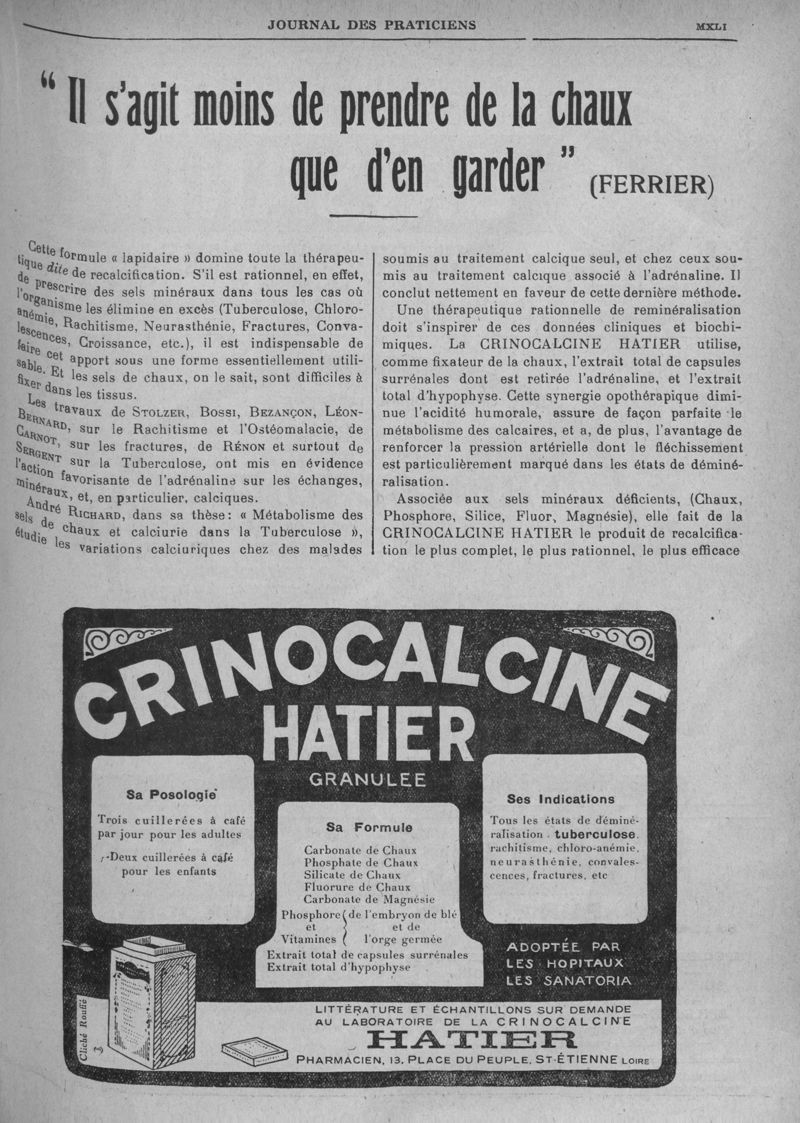 JOURNAL DES PRATICIENS
MXLI
“ Il s'agit moins de prendre de la chaux
que d'en garder ” (FERRIER)
Cette formule « lapidaire » domine toute la thérapeu-
tique dite de recalcification. S'il est rationnel, en effet,
de prescrire des sels minéraux dans tous les cas où
l'organisme les élimine en excès (Tuberculose, Chloro-
anémie, Rachitisme, Neurasthénie, Fractures, Conva-
lescences, Croissance, etc.), il est indispensable de
faire cet apport sous une forme essentiellement utili-
sable. Et les sels de chaux, on le sait, sont difficiles à
fixer dans les tissus.
Les travaux de STOLZER, BOSSI, BEZANÇON, LÉON-
BERNARD, sur le Rachitisme et l'Ostéomalacie, de
CARNOT, sur les fractures, de RÉNON et surtout de
SERGENT sur la Tuberculose, ont mis en évidence
l'action favorisante de l'adrénaline sur les échanges,
minéraux, et, en particulier, calciques.
André RICHARD, dans sa thèse : « Métabolisme des
sels de chaux et calciurie dans la Tuberculose »,
étudie les variations calciuriques chez des malades
soumis au traitement calcique seul, et chez ceux sou-
mis au traitement calcique associé à l'adrénaline. Il
conclut nettement en faveur de cette dernière méthode.
Une thérapeutique rationnelle de reminéralisation
doit s'inspirer de ces données cliniques et biochi-
miques. La CRINOCALCINE HATIER utilise,
comme fixateur de la chaux, l'extrait total de capsules
surrénales dont est retirée l'adrénaline, et l'extrait
total d'hypophyse. Cette synergie opothérapique dimi-
nue l'acidité humorale, assure de façon parfaite le
métabolisme des calcaires, et a, de plus, l'avantage de
renforcer la pression artérielle dont le fléchissement
est particulièrement marqué dans les états de déminé-
ralisation.
Associée aux sels minéraux déficients, (Chaux,
Phosphore, Silice, Fluor, Magnésie), elle fait de la
CRINOCALCINE HATIER le produit de recalcifica-
tion le plus complet, le plus rationnel, le plus efficace
CRINOCALCINE
HATIER
GRANULEE
Sa Posologie
Trois cuillerées à café
par jour pour les adultes
Deux cuillerées à café
pour les enfants
Sa Formule
Carbonate de Chaux
Phosphate de Chaux
Silicate de Chaux
Fluorure de Chaux
Carbonate de Magnésie
Phosphore ( de l'embryon de blé
et et de
Vitamines ( l'orge germée
Extrait total de capsules surrénales
Extrait total d'hypophyse
Ses Indications
Tous les états de déminé-
ralisation . tuberculose.
rachitisme, chloro-anémie,
neurasthénie, convales-
cences, fractures, etc
ADOPTÉE PAR
LES HOPITAUX
LES SANATORIA
Cliché Roufié
LITTÉRATURE ET ÉCHANTILLONS SUR DEMANDE
AU LABORATOIRE DE LA CRINOCALCINE
HATIER
PHARMACIEN, 13, PLACE DU PEUPLE, ST-ÉTIENNE LOIRE